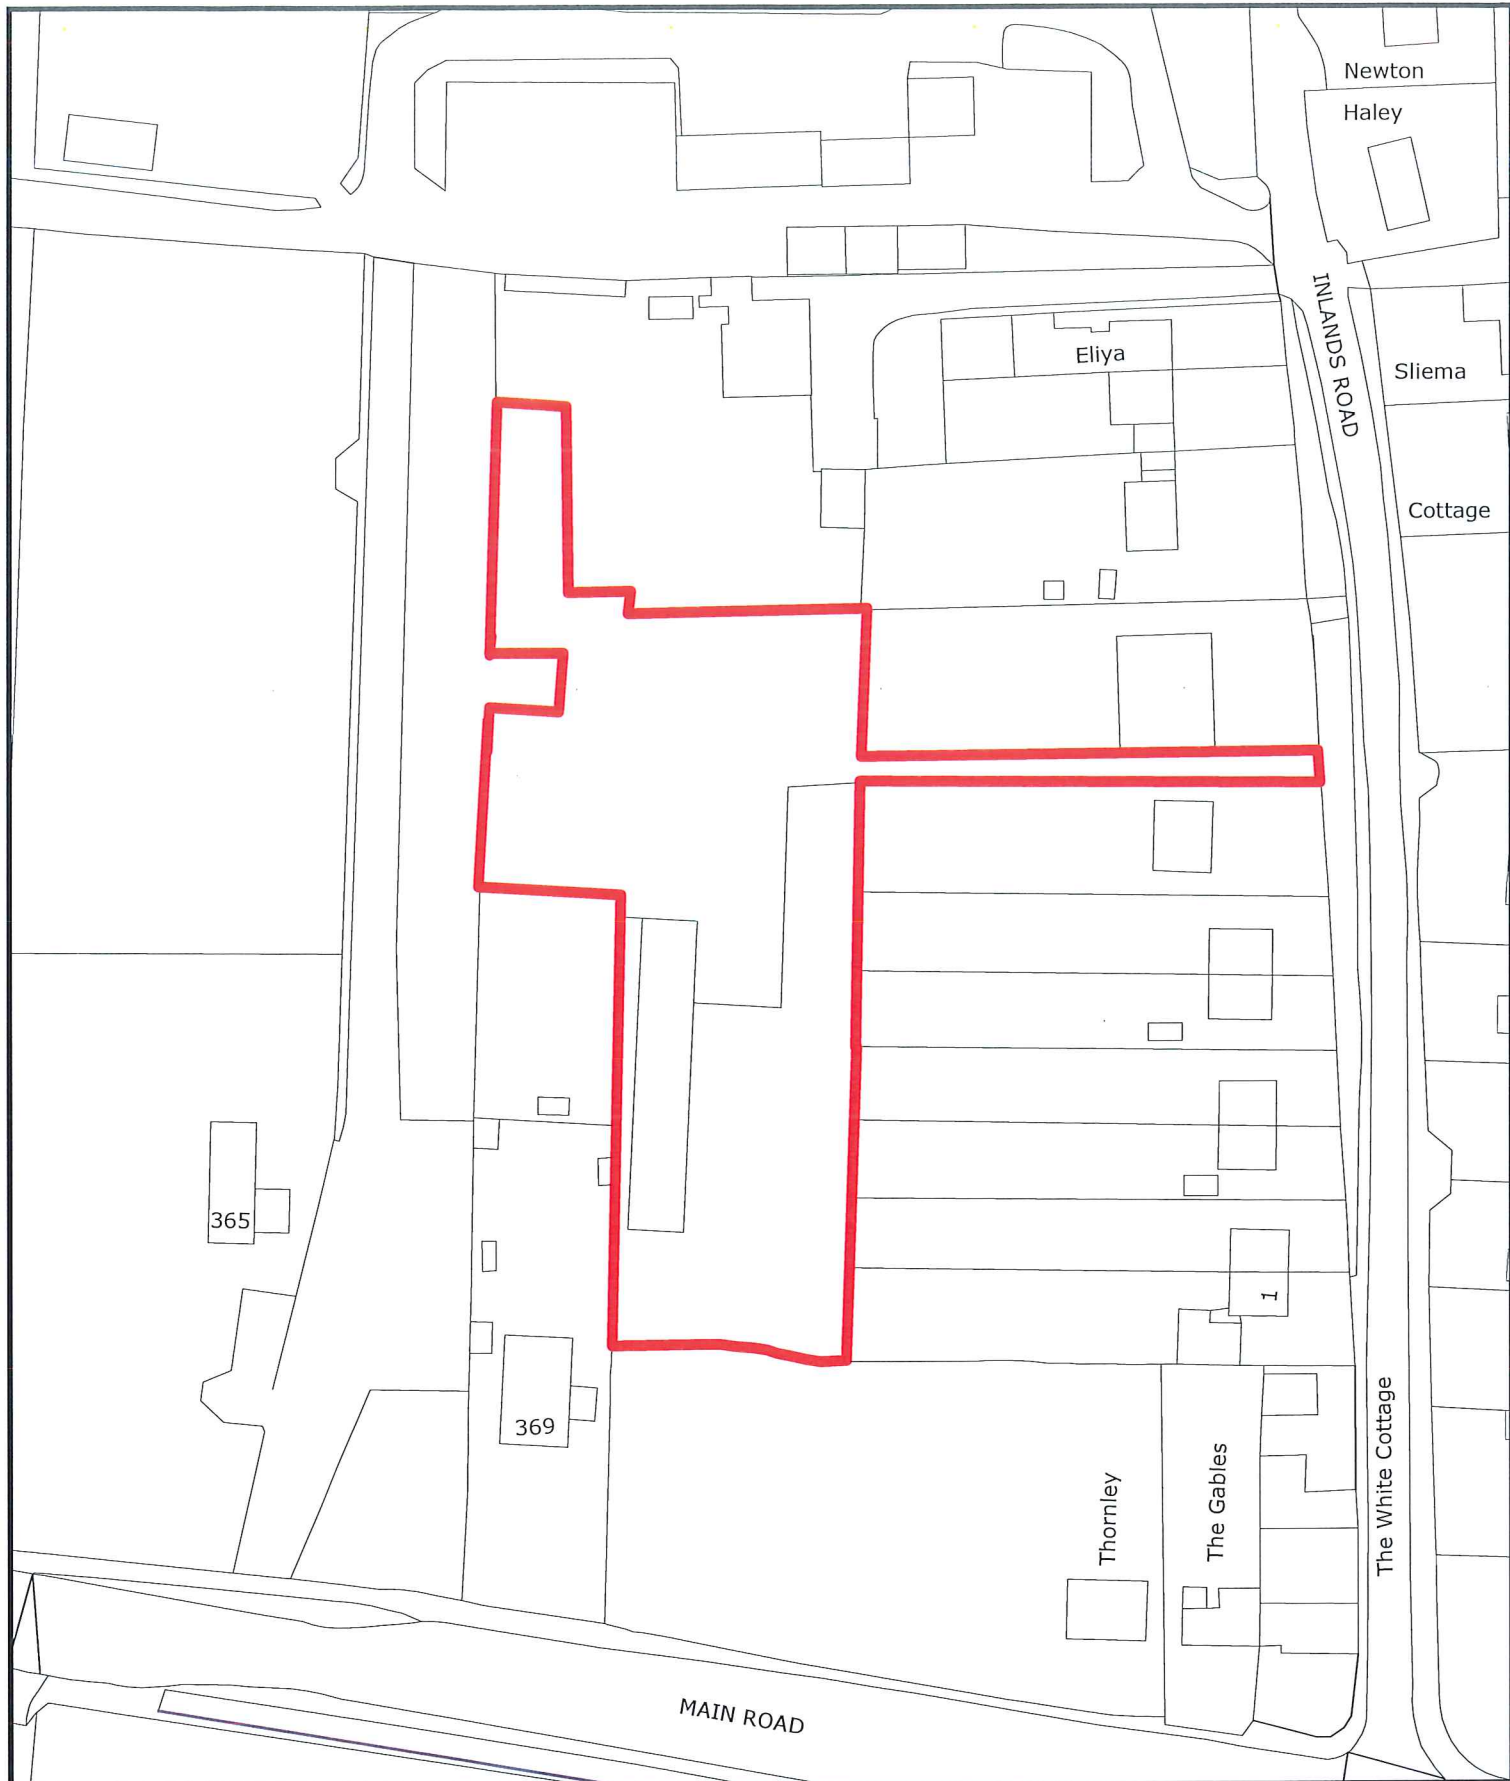 Newton
Haley
INLANDS ROAD
Eliya
Sliema
Cottage
365
1
369
Thornley
The Gables
The White Cottage
MAIN ROAD